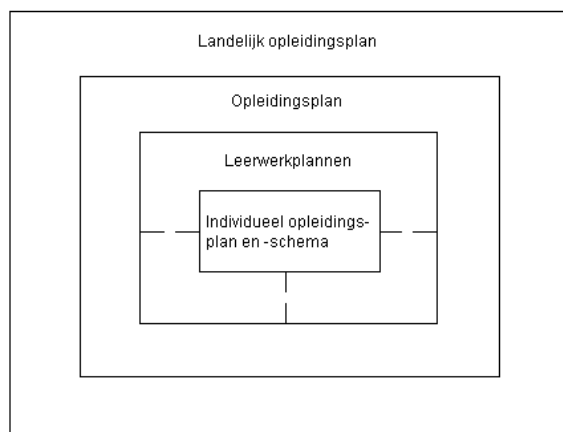 Landelijk opleidingsplan
Opleidingsplan
Leerwerkplannen
Individueel opleidings-
plan en -schema